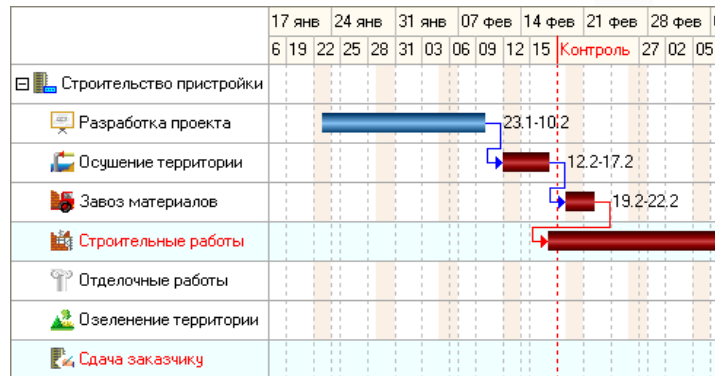 17 янв 24 янв 31 янв 07 фев 14 фев 21 фев 28 фев
6 19 22 25 28 31 03 06 09 12 15 Контроль 27 02 05
Строительство пристройки
Разработка проекта 23.1-10.2
Осушение территории 12.2-17.2
Завоз материалов 19.2-22.2
Строительные работы
Отделочные работы
Озеленение территории
Сдача заказчику